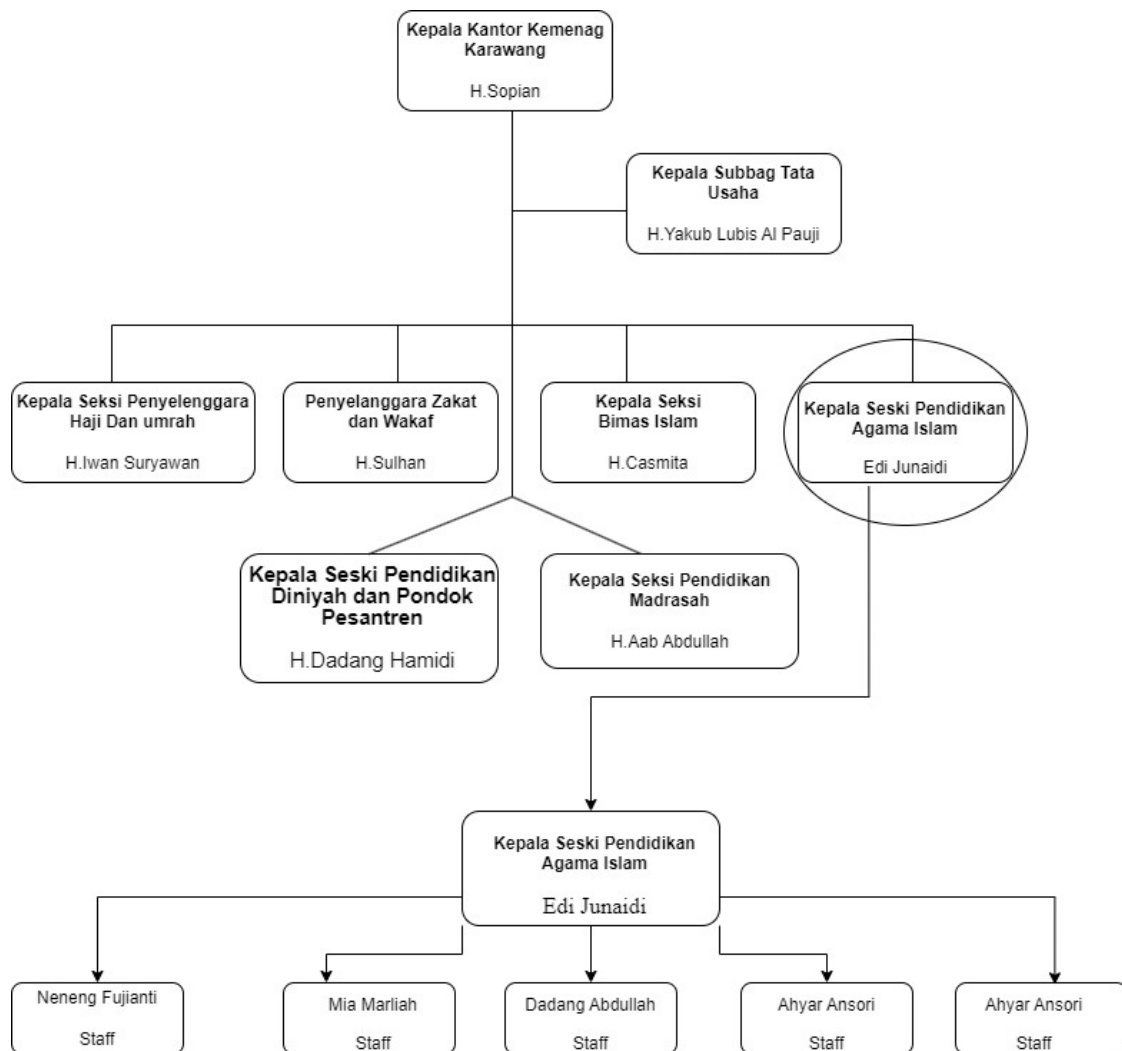 Kepala Kantor Kemenag
Karawang
H.Sopian
Kepala Subbag Tata
Usaha
H.Yakub Lubis Al Pauji
Kepala Seksi Penyelenggara
Haji Dan umrah
H.Iwan Suryawan
Penyelanggara Zakat
dan Wakaf
H.Sulhan
Kepala Seksi
Bimas Islam
H.Casmita
Kepala Seski Pendidikan
Agama Islam
Edi Junaidi
Kepala Seski Pendidikan
Diniyah dan Pondok
Pesantren
H.Dadang Hamidi
Kepala Seksi Pendidikan
Madrasah
H.Aab Abdullah
Kepala Seski Pendidikan
Agama Islam
Edi Junaidi
Neneng Fujianti
Staff
Mia Marliah
Staff
Dadang Abdullah
Staff
Ahyar Ansori
Staff
Ahyar Ansori
Staff